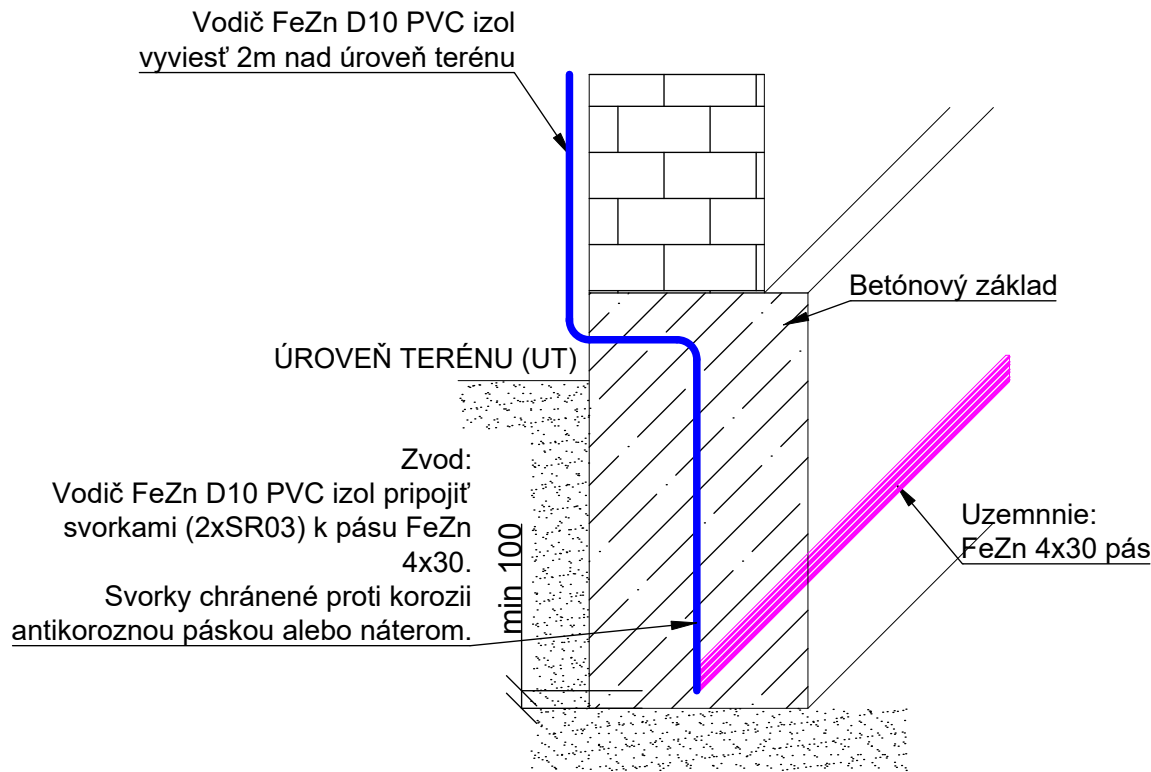 Vodič FeZn D10 PVC izol
vyviesť 2m nad úroveň terénu
Betónový základ
ÚROVEŇ TERÉNU (UT)
Zvod:
Vodič FeZn D10 PVC izol pripojiť
svorkami (2xSR03) k pásu FeZn
4x30.
Svorky chránené proti korozii
antikoroznou páskou alebo náterom.
min 100
Uzemnnie:
FeZn 4x30 pás